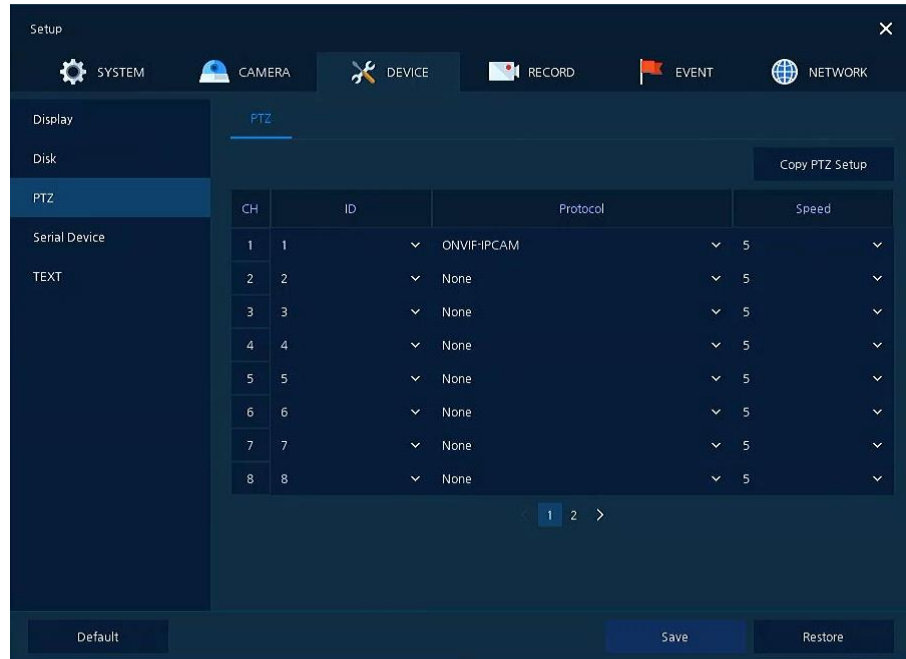 Setup
SYSTEM CAMERA DEVICE RECORD EVENT NETWORK
Display
Disk
PTZ
Serial Device
TEXT
PTZ
Copy PTZ Setup
CH ID Protocol Speed
1 1 ONVIF-IPCAM 5
2 2 None 5
3 3 None 5
4 4 None 5
5 5 None 5
6 6 None 5
7 7 None 5
8 8 None 5
1 2
Default Save Restore